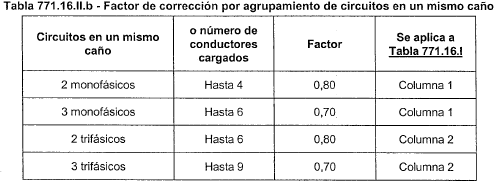 Tabla 771.16.II.b - Factor de corrección por agrupamiento de circuitos en un mismo caño
Circuitos en un mismo caño | o número de conductores cargados | Factor | Se aplica a Tabla 771.16.I
2 monofásicos | Hasta 4 | 0,80 | Columna 1
3 monofásicos | Hasta 6 | 0,70 | Columna 1
2 trifásicos | Hasta 6 | 0,80 | Columna 2
3 trifásicos | Hasta 9 | 0,70 | Columna 2